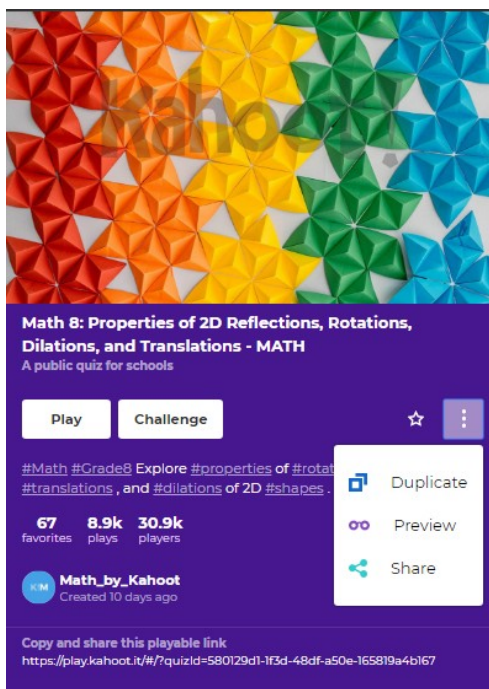 Kahoot!
Math 8: Properties of 2D Reflections, Rotations,
Dilations, and Translations - MATH
A public quiz for schools
Play
Challenge
#Math #Grade8 Explore #properties of #rotat
#translations , and #dilations of 2D #shapes .
Duplicate
Preview
Share
67
8.9k
30.9k
favorites
plays
players
K!M
Math_by_Kahoot
Created 10 days ago
Copy and share this playable link
https://play.kahoot.it/#/?quizId=580129d1-1f3d-48df-a50e-165819a4b167